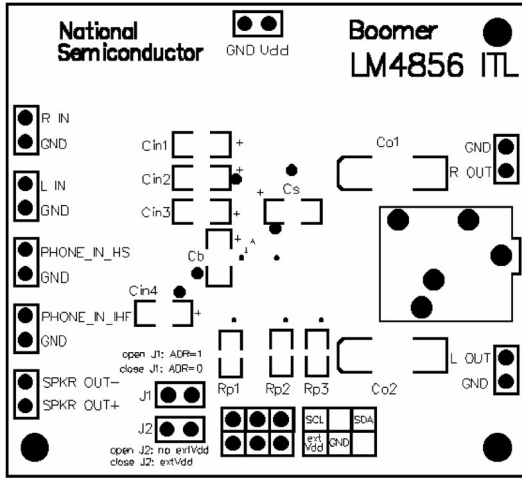 National
Semiconductor
GND Vdd
Boomer
LM4856 ITL
R IN
GND
L IN
GND
PHONE_IN_HS
GND
PHONE_IN_IHF
GND
SPKR OUT-
SPKR OUT+
Cin1
+
Cin2
+
Cin3
+
Cs
+
Cb
+
1
A
Cin4
+
Co1
GND
R OUT
L OUT
GND
Co2
open J1: ADR=1
close J1: ADR=0
J1
J2
open J2: no extVdd
close J2: extVdd
Rp1
Rp2
Rp3
SCL
SDA
ext
Vdd
GND